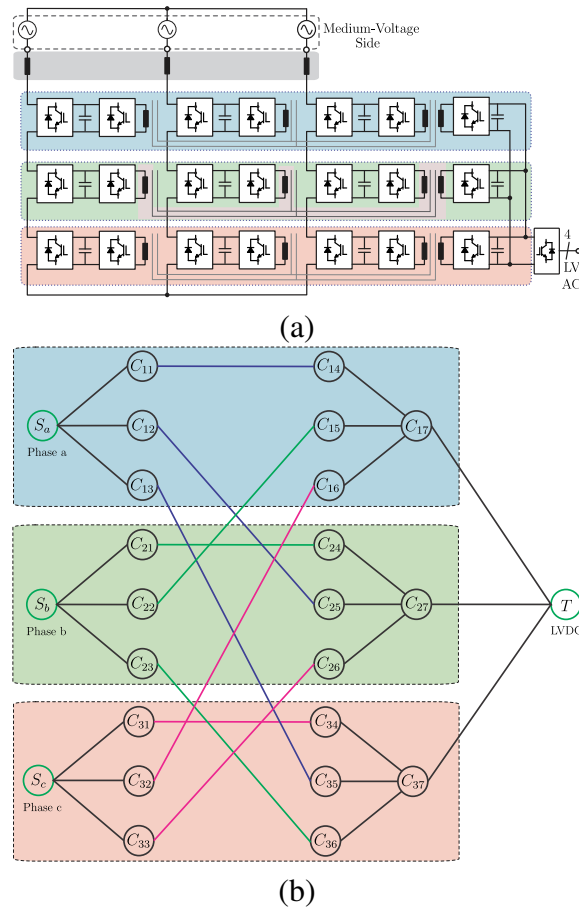 Medium-Voltage
Side
4
LV
AC
(a)
C11 C14
Sa C12 C15 C17
Phase a
C13 C16
C21 C24
Sb C22 C25 C27 T
Phase b LVDC
C23 C26
C31 C34
Sc C32 C35 C37
Phase c
C33 C36
(b)